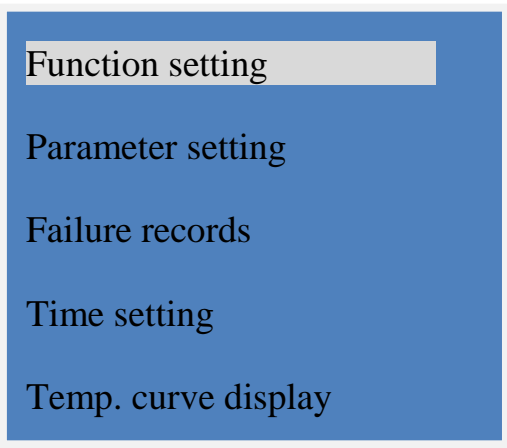 Function setting
Parameter setting
Failure records
Time setting
Temp. curve display